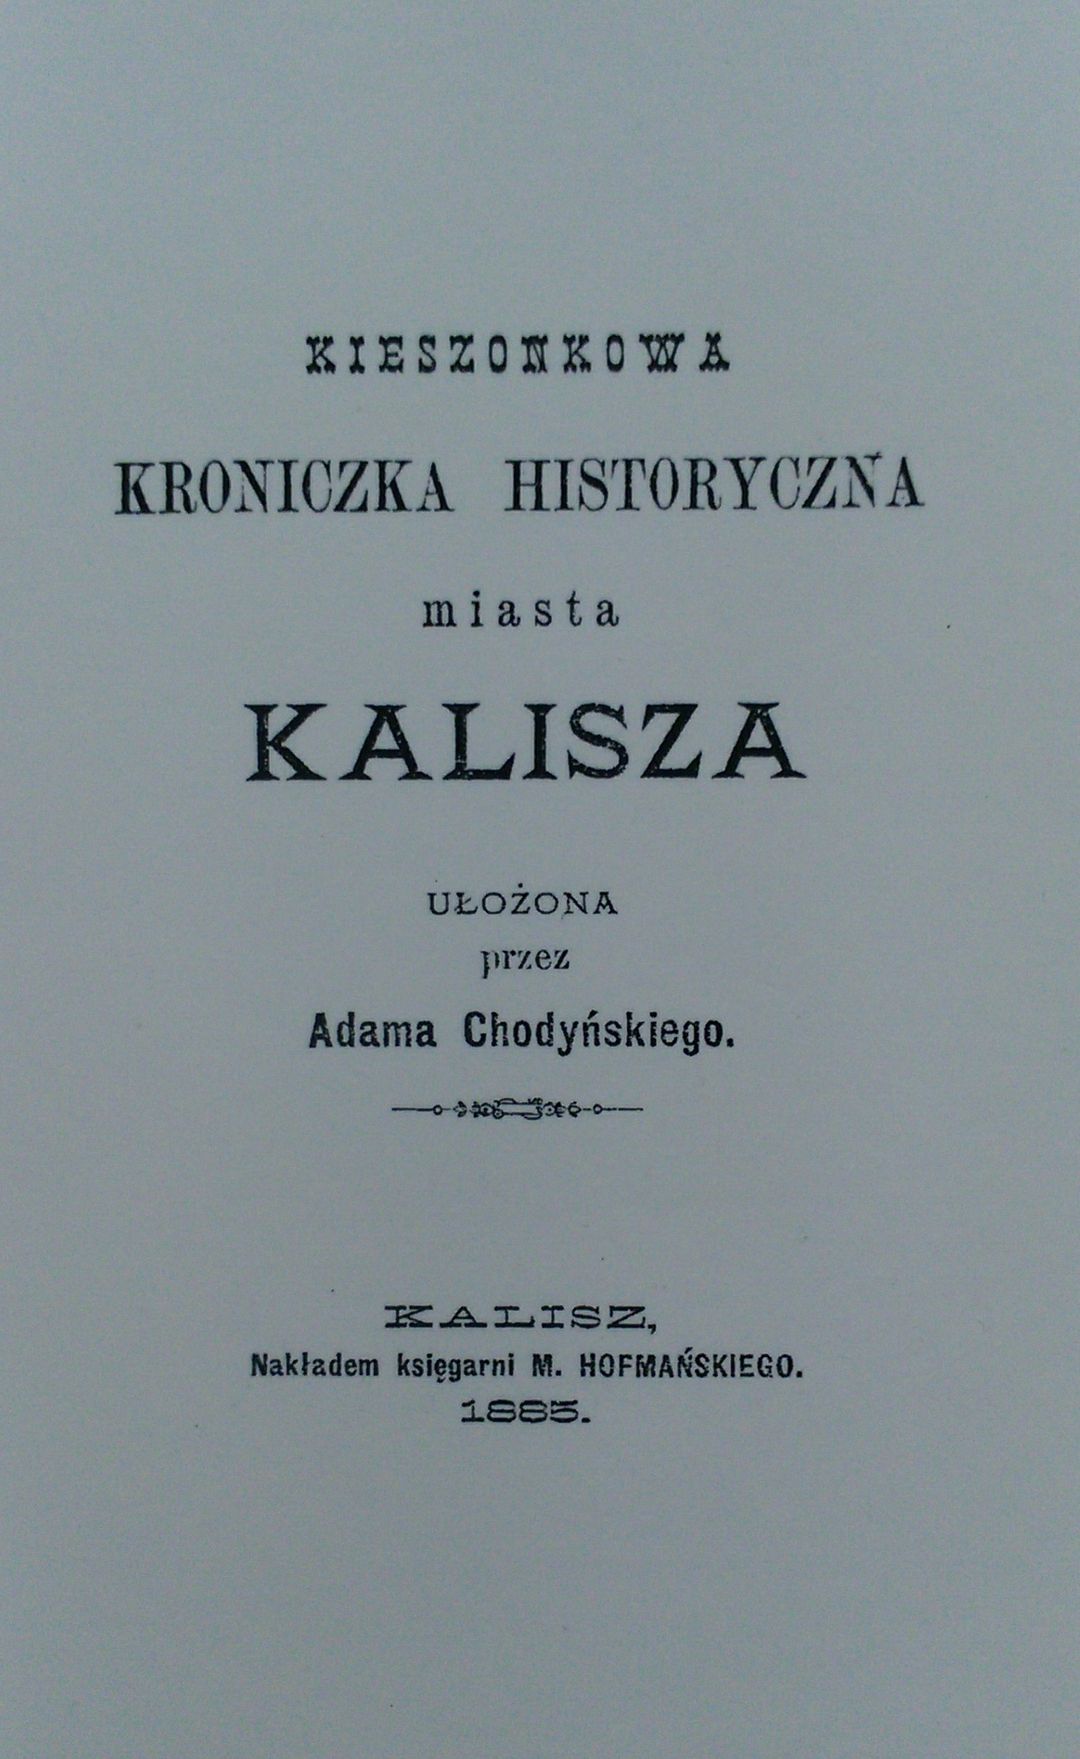 KIESZONKOWA
KRONICZKA HISTORYCZNA
miasta
KALISZA
UŁOŻONA
przez
Adama Chodyńskiego.
KALISZ,
Nakładem księgarni M. HOFMAŃSKIEGO.
1885.